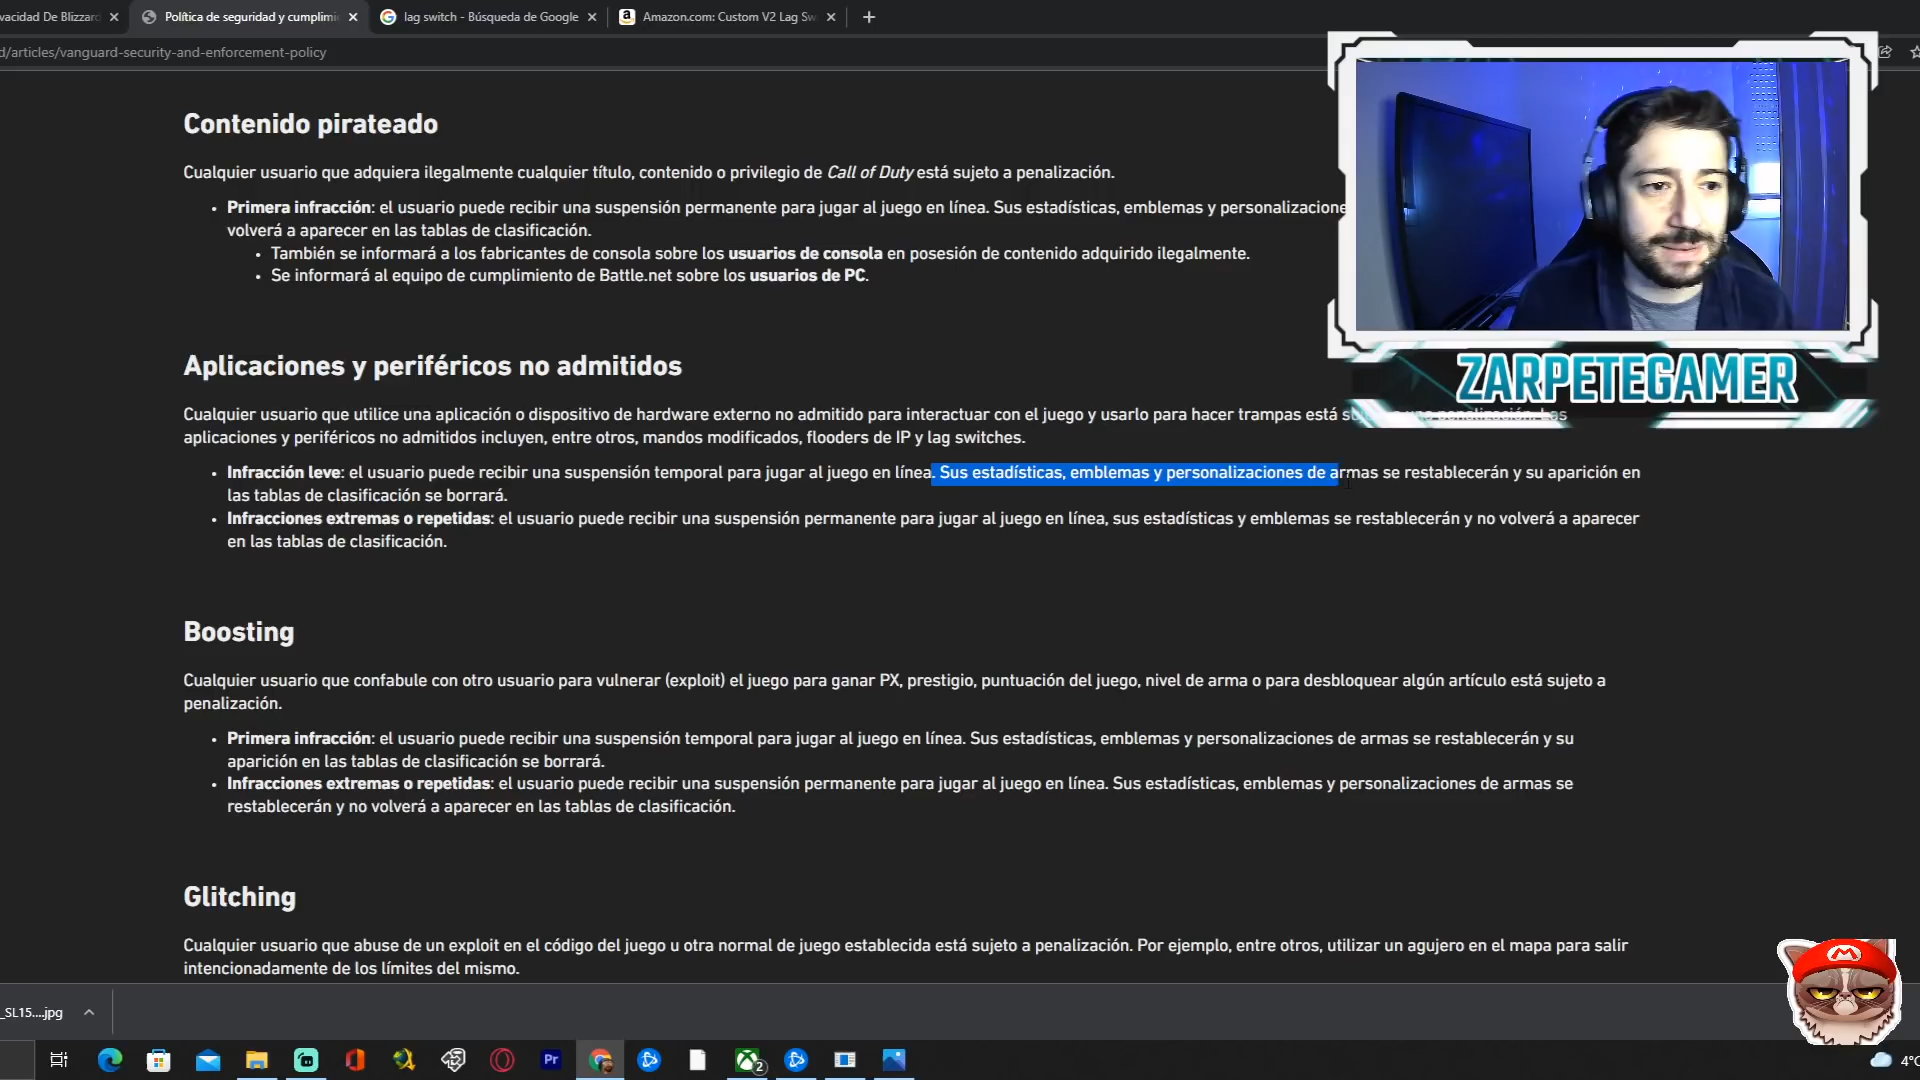 vacidad De Blizzard
Política de seguridad y cumplimi
lag switch - Búsqueda de Google
Amazon.com: Custom V2 Lag Sw
d/articles/vanguard-security-and-enforcement-policy
Contenido pirateado
Cualquier usuario que adquiera ilegalmente cualquier título, contenido o privilegio de Call of Duty está sujeto a penalización.
• Primera infracción: el usuario puede recibir una suspensión permanente para jugar al juego en línea. Sus estadísticas, emblemas y personalizacione
volverá a aparecer en las tablas de clasificación.
• También se informará a los fabricantes de consola sobre los usuarios de consola en posesión de contenido adquirido ilegalmente.
• Se informará al equipo de cumplimiento de Battle.net sobre los usuarios de PC.
ZARPETEGAMER
Aplicaciones y periféricos no admitidos
Cualquier usuario que utilice una aplicación o dispositivo de hardware externo no admitido para interactuar con el juego y usarlo para hacer trampas está sujeto a una penalización. Las
aplicaciones y periféricos no admitidos incluyen, entre otros, mandos modificados, flooders de IP y lag switches.
• Infracción leve: el usuario puede recibir una suspensión temporal para jugar al juego en línea. Sus estadísticas, emblemas y personalizaciones de armas se restablecerán y su aparición en
las tablas de clasificación se borrará.
• Infracciones extremas o repetidas: el usuario puede recibir una suspensión permanente para jugar al juego en línea, sus estadísticas y emblemas se restablecerán y no volverá a aparecer
en las tablas de clasificación.
Boosting
Cualquier usuario que confabule con otro usuario para vulnerar (exploit) el juego para ganar PX, prestigio, puntuación del juego, nivel de arma o para desbloquear algún artículo está sujeto a
penalización.
• Primera infracción: el usuario puede recibir una suspensión temporal para jugar al juego en línea. Sus estadísticas, emblemas y personalizaciones de armas se restablecerán y su
aparición en las tablas de clasificación se borrará.
• Infracciones extremas o repetidas: el usuario puede recibir una suspensión permanente para jugar al juego en línea. Sus estadísticas, emblemas y personalizaciones de armas se
restablecerán y no volverá a aparecer en las tablas de clasificación.
Glitching
Cualquier usuario que abuse de un exploit en el código del juego u otra normal de juego establecida está sujeto a penalización. Por ejemplo, entre otros, utilizar un agujero en el mapa para salir
intencionadamente de los límites del mismo.
M
_SL15....jpg
Pr
2
4°C